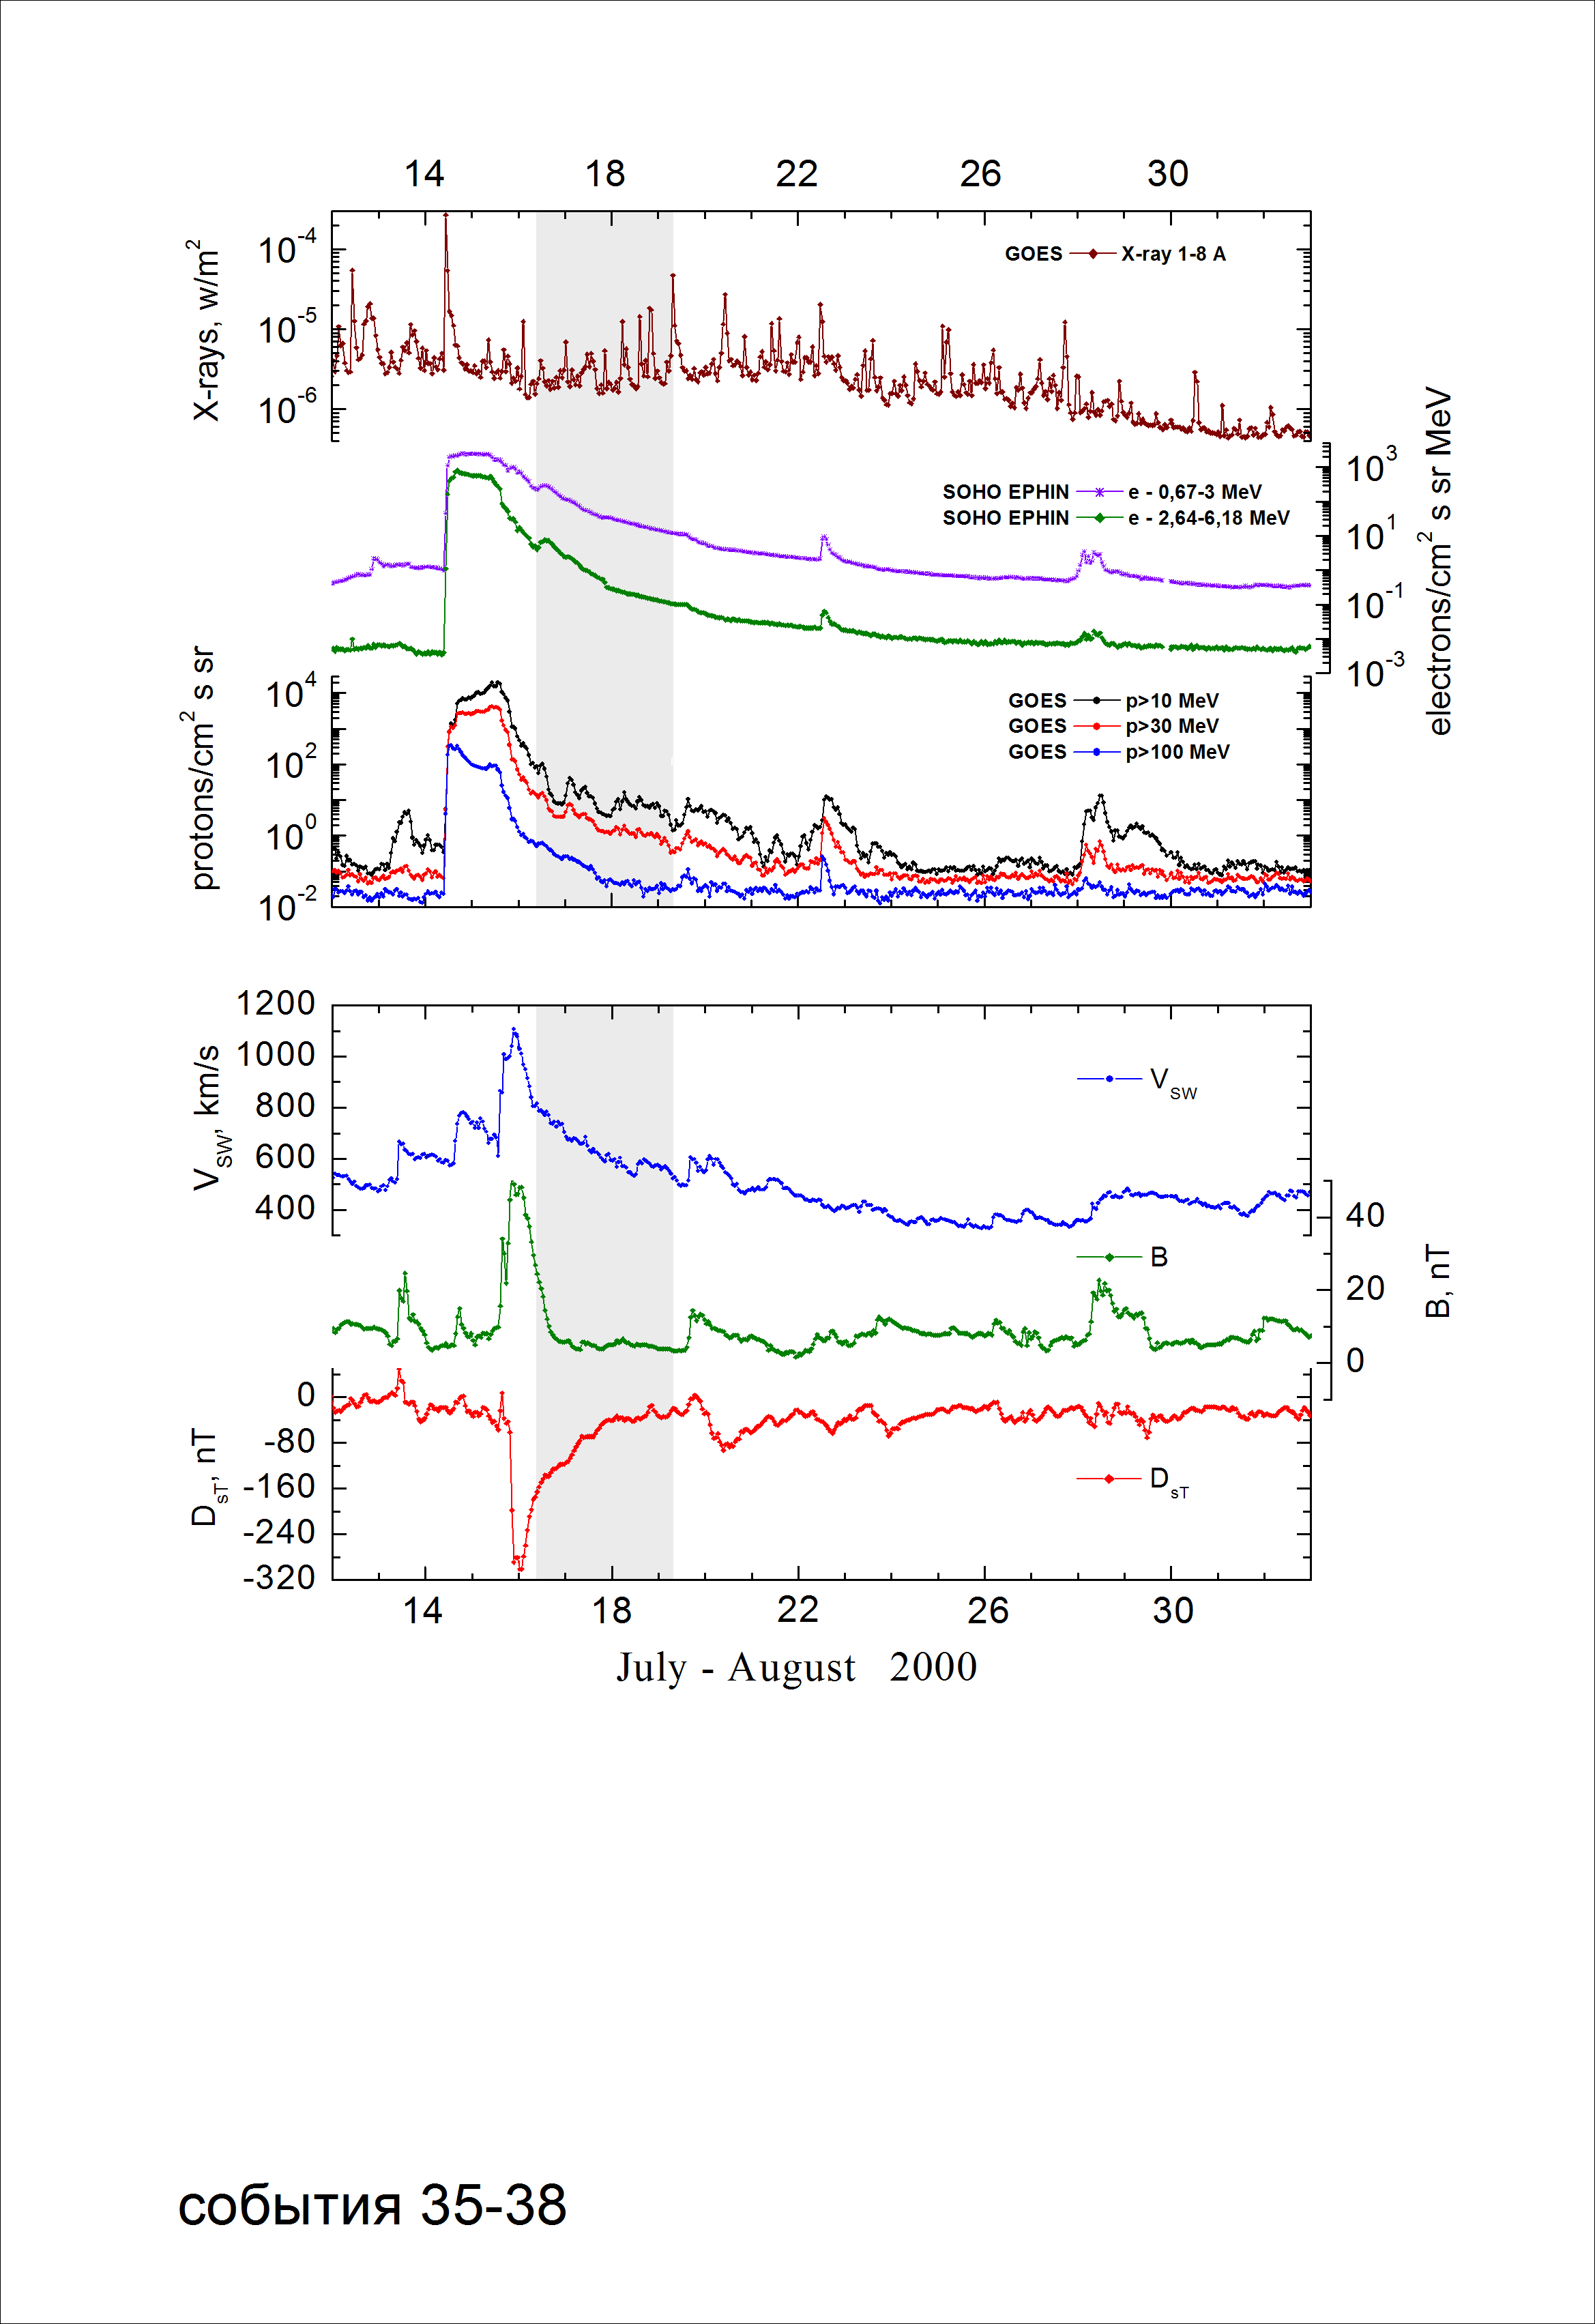 14 18 22 26 30
X-rays, w/m2
10-4
10-5
10-6
GOES X-ray 1-8 A
SOHO EPHIN e - 0,67-3 MeV
SOHO EPHIN e - 2,64-6,18 MeV
103
101
10-1
10-3
electrons/cm2 s sr MeV
protons/cm2 s sr
104
102
100
10-2
GOES p>10 MeV
GOES p>30 MeV
GOES p>100 MeV
VSW, km/s
1200
1000
800
600
400
VSW
B
40
20
0
B, nT
DsT, nT
0
-80
-160
-240
-320
DsT
14 18 22 26 30
July - August 2000
события 35-38